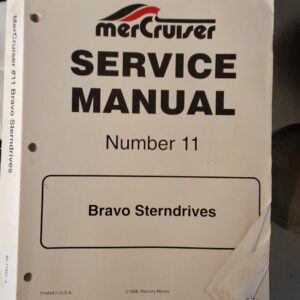 MerCruiser #11 Bravo Sterndrives
merCruiser
SERVICE
MANUAL
Number 11
Bravo Sterndrives
Printed in U.S.A.
Mercury Marine